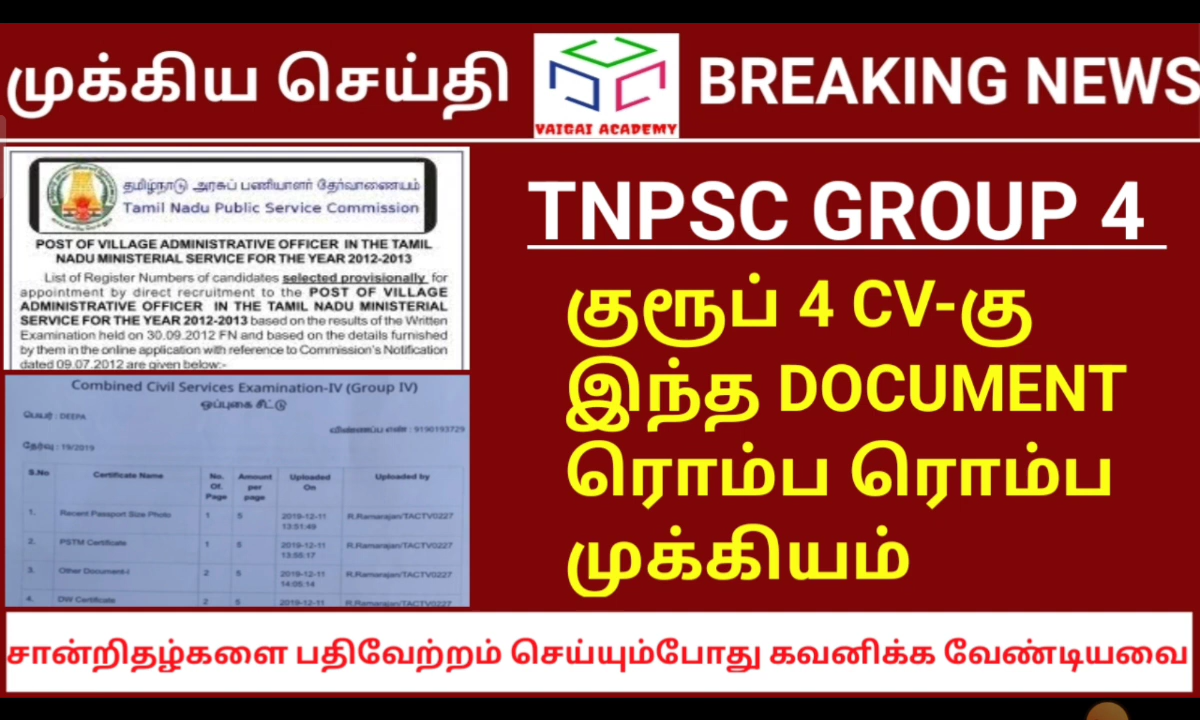 முக்கிய செய்தி
VAIGAI ACADEMY
BREAKING NEWS
தமிழ்நாடு அரசுப் பணியாளர் தேர்வாணையம்
Tamil Nadu Public Service Commission
POST OF VILLAGE ADMINISTRATIVE OFFICER IN THE TAMIL
NADU MINISTERIAL SERVICE FOR THE YEAR 2012-2013
List of Register Numbers of candidates selected provisionally for
appointment by direct recruitment to the POST OF VILLAGE
ADMINISTRATIVE OFFICER IN THE TAMIL NADU MINISTERIAL
SERVICE FOR THE YEAR 2012-2013 based on the results of the Written
Examination held on 30.09.2012 FN and based on the details furnished
by them in the online application with reference to Commission's Notification
dated 09.07.2012 are given below:-
Combined Civil Services Examination-IV (Group IV)
ஒப்புகை சீட்டு
பெயர் : DEEPA
விண்ணப்ப எண் : 9190193729
தேர்வு : 19/2019
S.No Certificate Name No. Of. Page Amount per page Uploaded On Uploaded by
1. Recent Passport Size Photo 1 5 2019-12-11 13:51:49 R.Ramarajan/TACTV0227
2. PSTM Certificate 1 5 2019-12-11 13:55:17 R.Ramarajan/TACTV0227
3. Other Document-I 2 5 2019-12-11 14:05:14 R.Ramarajan/TACTV0227
4. DW Certificate 2 5 2019-12-11 R.Ramarajan/TACTV0227
TNPSC GROUP 4
குரூப் 4 CV-கு
இந்த DOCUMENT
ரொம்ப ரொம்ப
முக்கியம்
சான்றிதழ்களை பதிவேற்றம் செய்யும்போது கவனிக்க வேண்டியவை